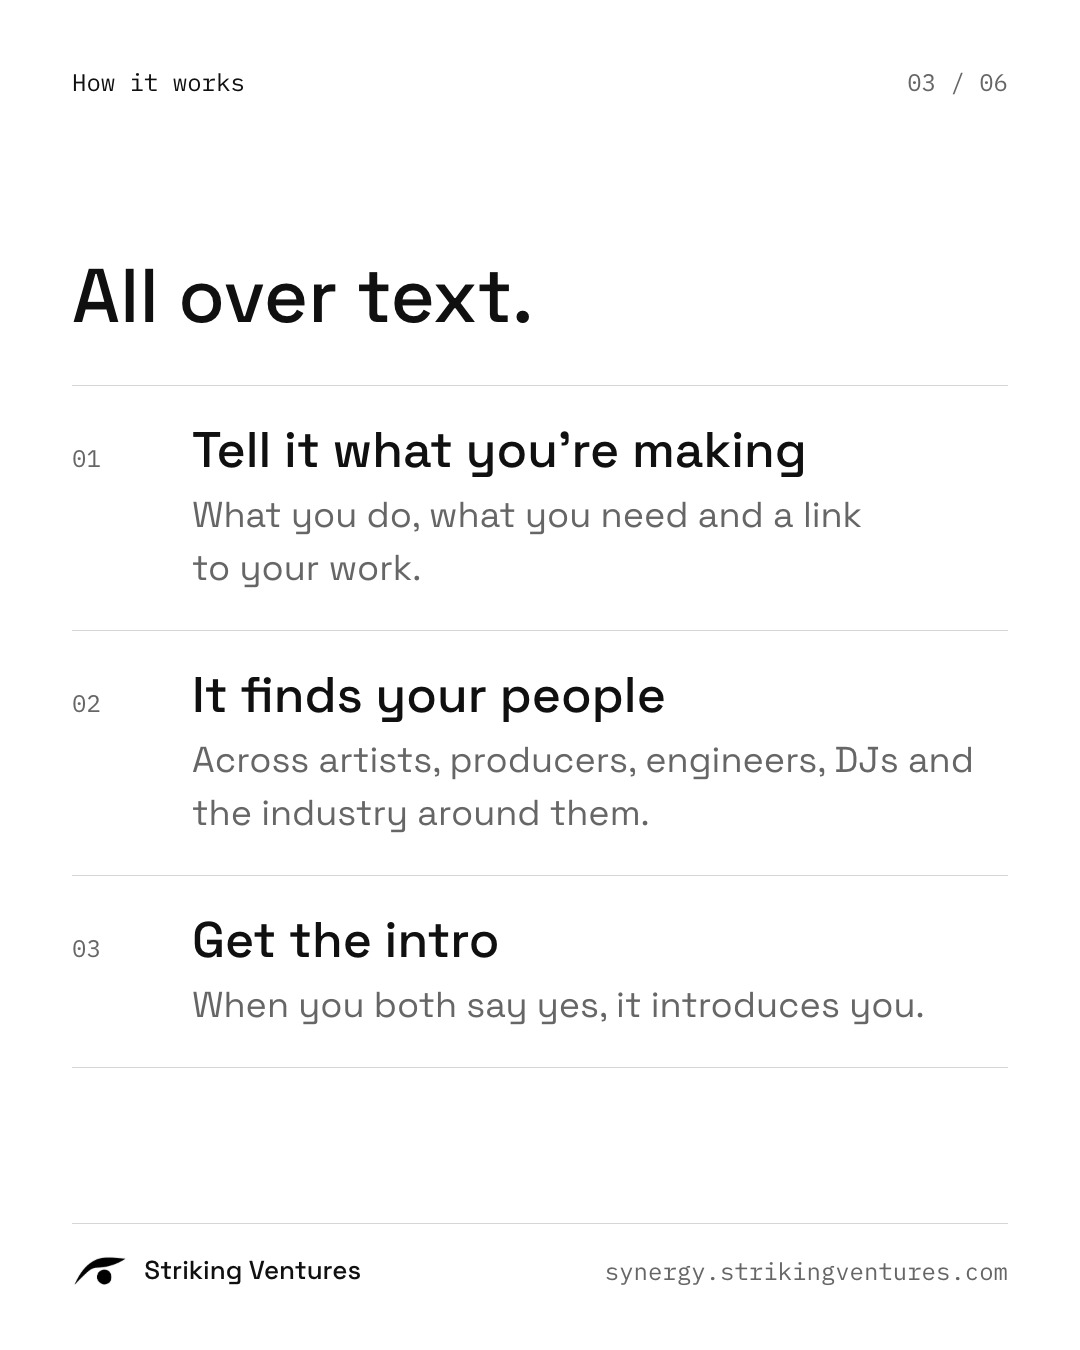 How it works
03 / 06
All over text.
01
Tell it what you’re making
What you do, what you need and a link
to your work.
02
It finds your people
Across artists, producers, engineers, DJs and
the industry around them.
03
Get the intro
When you both say yes, it introduces you.
Striking Ventures
synergy.strikingventures.com